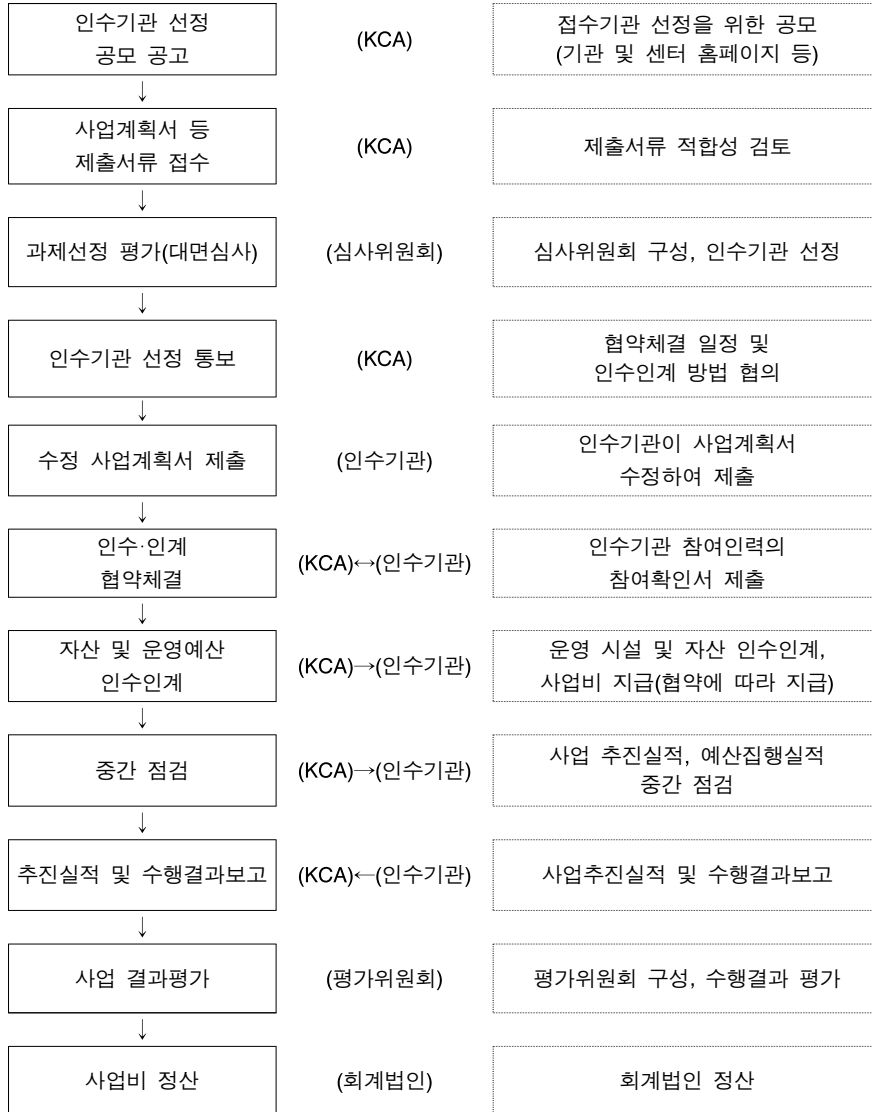 인수기관 선정
공모 공고
(KCA)
접수기관 선정을 위한 공모
(기관 및 센터 홈페이지 등)
↓
사업계획서 등
제출서류 접수
(KCA)
제출서류 적합성 검토
↓
과제선정 평가(대면심사)
(심사위원회)
심사위원회 구성, 인수기관 선정
↓
인수기관 선정 통보
(KCA)
협약체결 일정 및
인수인계 방법 협의
↓
수정 사업계획서 제출
(인수기관)
인수기관이 사업계획서
수정하여 제출
↓
인수·인계
협약체결
(KCA)↔(인수기관)
인수기관 참여인력의
참여확인서 제출
↓
자산 및 운영예산
인수인계
(KCA)→(인수기관)
운영 시설 및 자산 인수인계,
사업비 지급(협약에 따라 지급)
↓
중간 점검
(KCA)→(인수기관)
사업 추진실적, 예산집행실적
중간 점검
↓
추진실적 및 수행결과보고
(KCA)←(인수기관)
사업추진실적 및 수행결과보고
↓
사업 결과평가
(평가위원회)
평가위원회 구성, 수행결과 평가
↓
사업비 정산
(회계법인)
회계법인 정산